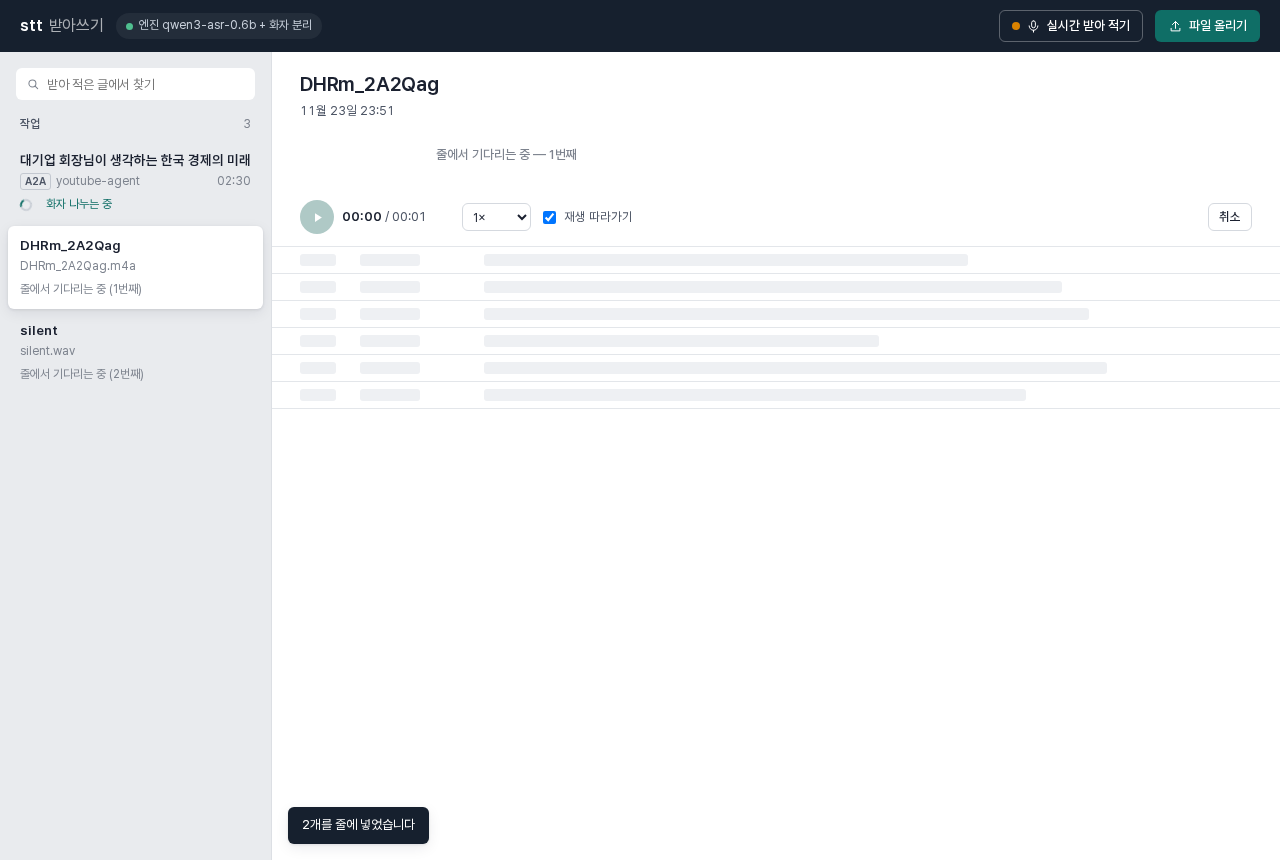 stt 받아쓰기
엔진 qwen3-asr-0.6b + 화자 분리
실시간 받아 적기
파일 올리기
받아 적은 글에서 찾기
작업 3
대기업 회장님이 생각하는 한국 경제의 미래
A2A youtube-agent 02:30
화자 나누는 중
DHRm_2A2Qag
DHRm_2A2Qag.m4a
줄에서 기다리는 중 (1번째)
silent
silent.wav
줄에서 기다리는 중 (2번째)
DHRm_2A2Qag
11월 23일 23:51
줄에서 기다리는 중 — 1번째
00:00 / 00:01
1×
재생 따라가기
취소
2개를 줄에 넣었습니다